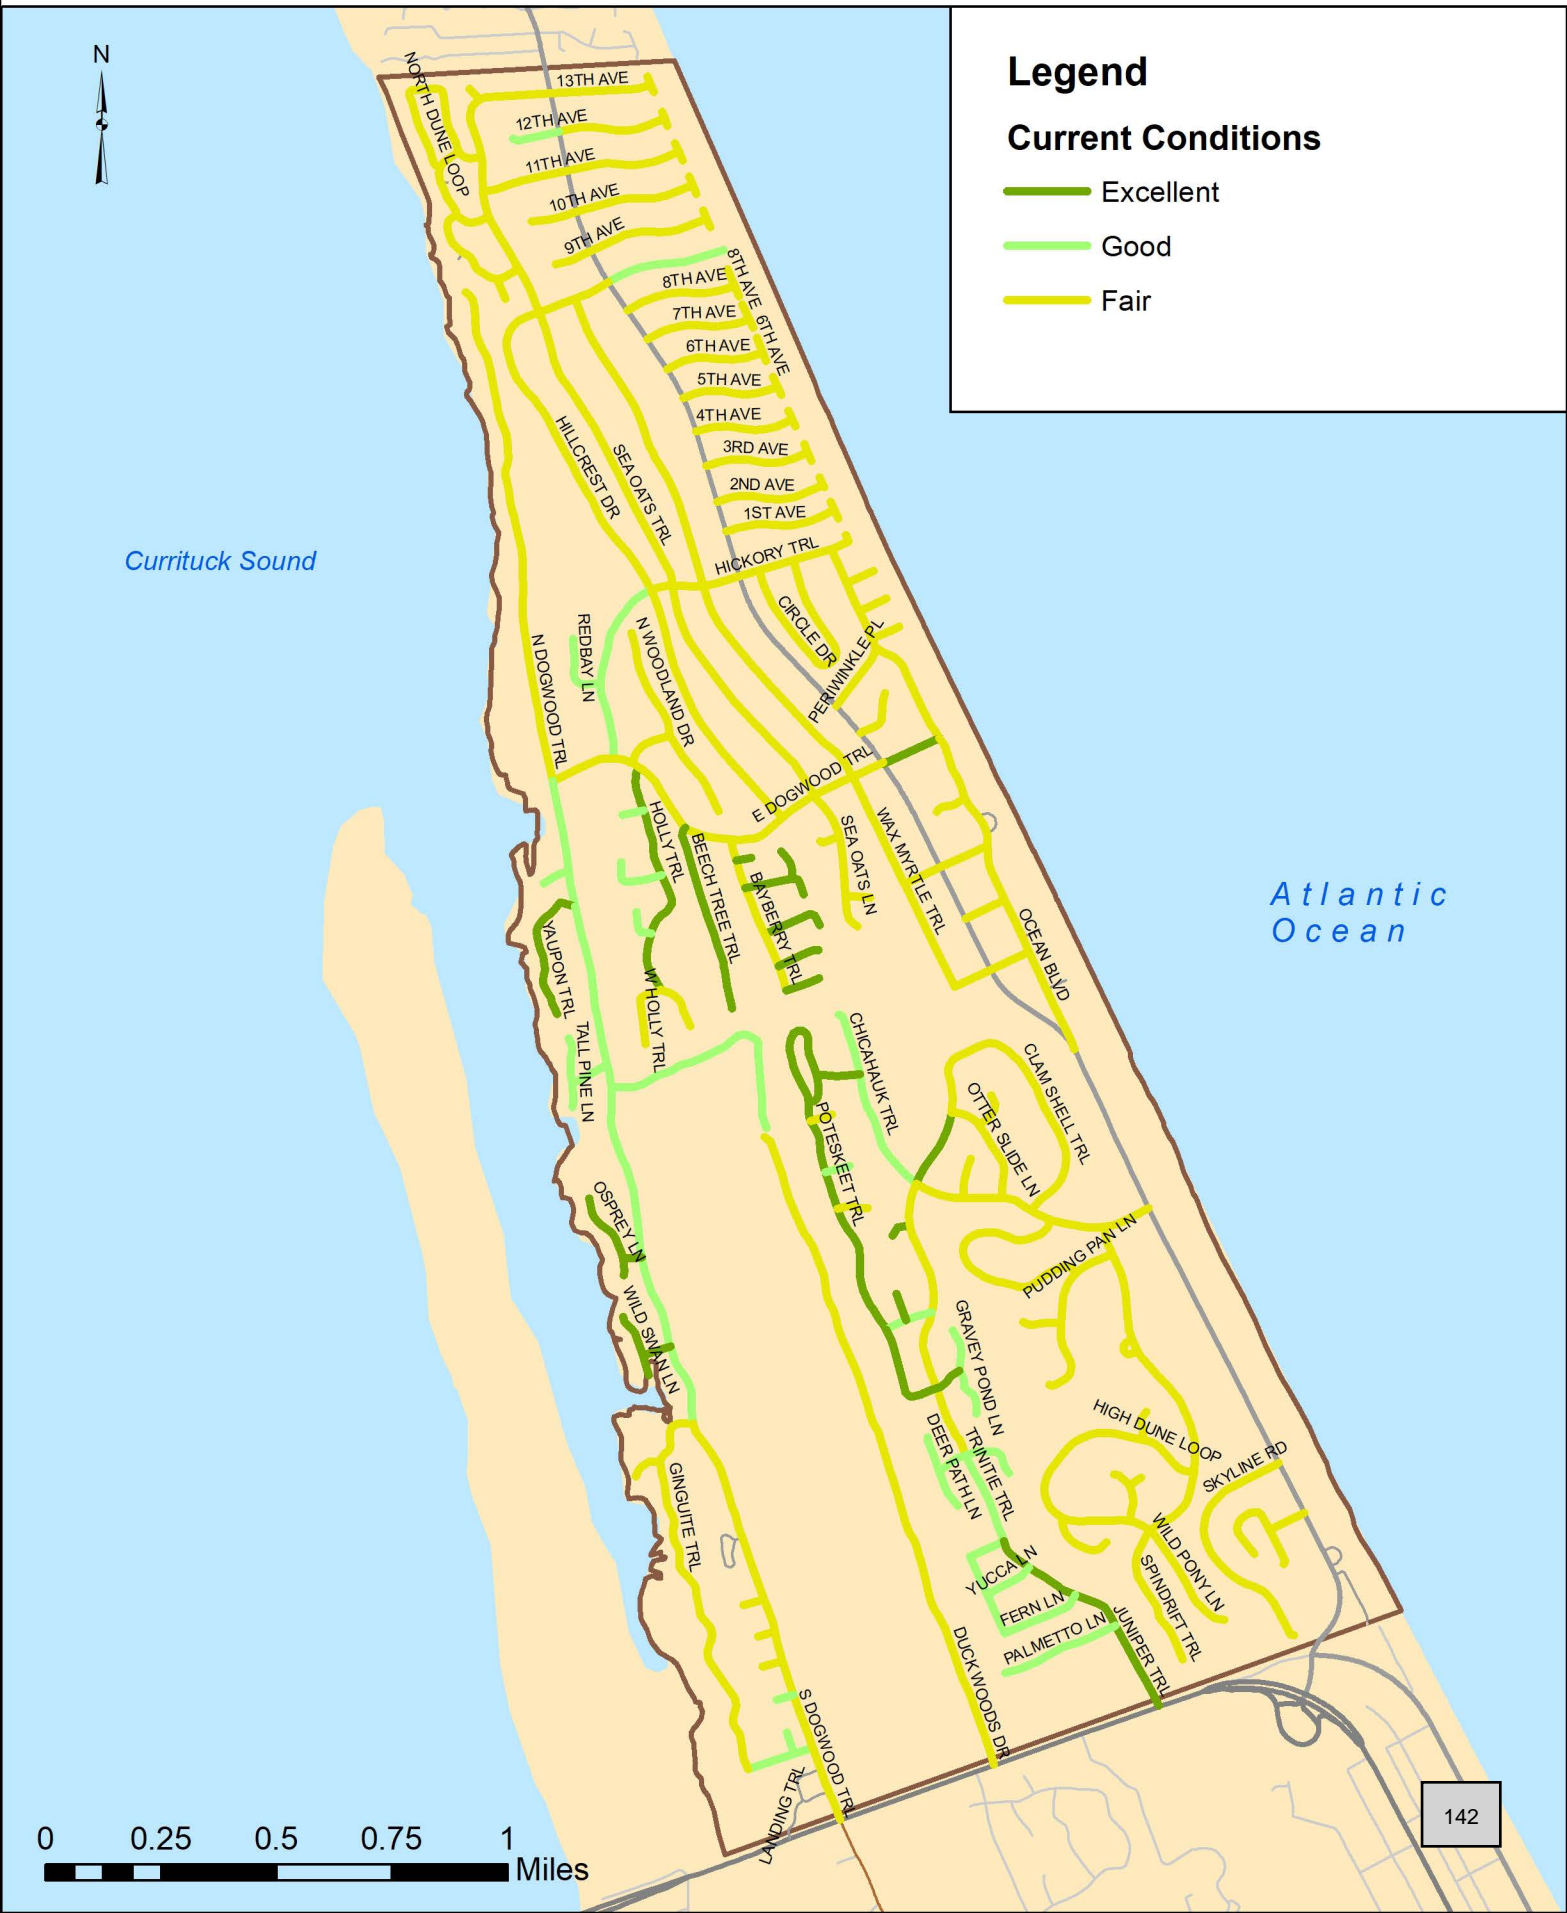 Legend
Current Conditions
Excellent
Good
Fair
N
NORTH DUNE LOOP
13TH AVE
12TH AVE
11TH AVE
10TH AVE
9TH AVE
8TH AVE
8TH AVE
7TH AVE
6TH AVE
6TH AVE
5TH AVE
4TH AVE
3RD AVE
2ND AVE
1ST AVE
HILLCREST DR
SEA OATS TRL
HICKORY TRL
Currituck Sound
CIRCLE DR
REDBAY LN
N WOODLAND DR
N DOGWOOD TRL
PERIWINKLE PL
E DOGWOOD TRL
HOLLY TRL
BEECH TREE TRL
BAYBERRY TRL
SEA OATS LN
WAX MYRTLE TRL
Atlantic
Ocean
OCEAN BLVD
YAUPON TRL
W HOLLY TRL
TALL PINE LN
CHICAHAUK TRL
CLAM SHELL TRL
OTTER SLIDE LN
POTESKEET TRL
OSPREY LN
PUDDING PAN LN
WILD SWAN LN
GRAVEY POND LN
HIGH DUNE LOOP
DEER PATH LN
TRINITIE TRL
SKYLINE RD
GINGUITE TRL
WILD PONY LN
SPINDRIFT TRL
YUCCA LN
FERN LN
PALMETTO LN
JUNIPER TRL
DUCK WOODS DR
S DOGWOOD TRL
LANDING TRL
142
0 0.25 0.5 0.75 1
Miles